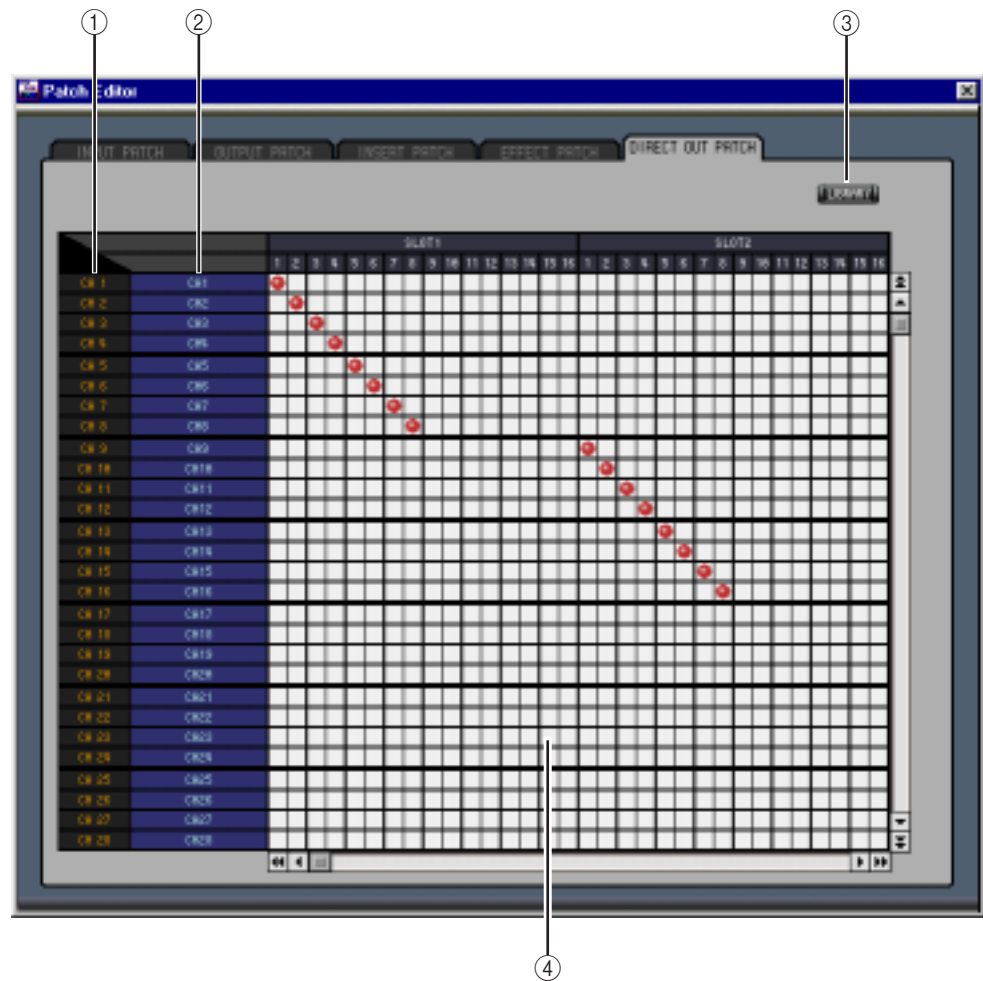 ① ② ③
Patch Editor
INPUT PATCH OUTPUT PATCH INSERT PATCH EFFECT PATCH DIRECT OUT PATCH
LIBRARY
SLOT1 SLOT2
1 2 3 4 5 6 7 8 9 10 11 12 13 14 15 16 1 2 3 4 5 6 7 8 9 10 11 12 13 14 15 16
CH 1 CH1
CH 2 CH2
CH 3 CH3
CH 4 CH4
CH 5 CH5
CH 6 CH6
CH 7 CH7
CH 8 CH8
CH 9 CH9
CH 10 CH10
CH 11 CH11
CH 12 CH12
CH 13 CH13
CH 14 CH14
CH 15 CH15
CH 16 CH16
CH 17 CH17
CH 18 CH18
CH 19 CH19
CH 20 CH20
CH 21 CH21
CH 22 CH22
CH 23 CH23
CH 24 CH24
CH 25 CH25
CH 26 CH26
CH 27 CH27
CH 28 CH28
④